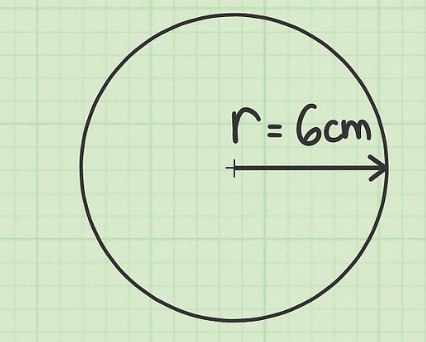 r = 6cm